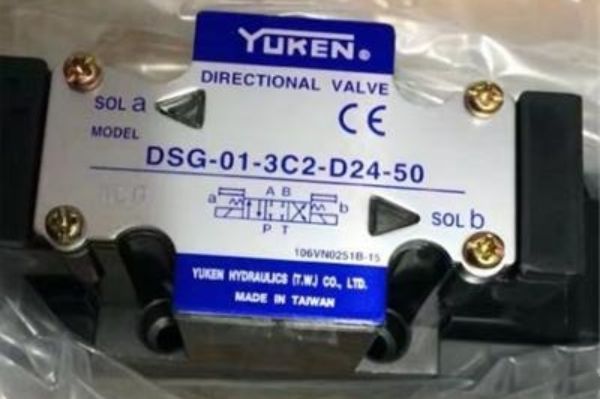 YUKEN®
DIRECTIONAL VALVE
SOL a
CE
MODEL
DSG-01-3C2-D24-50
A B
a b
P T
SOL b
106VN0251B-15
YUKEN HYDRAULICS (T.W.) CO., LTD.
MADE IN TAIWAN